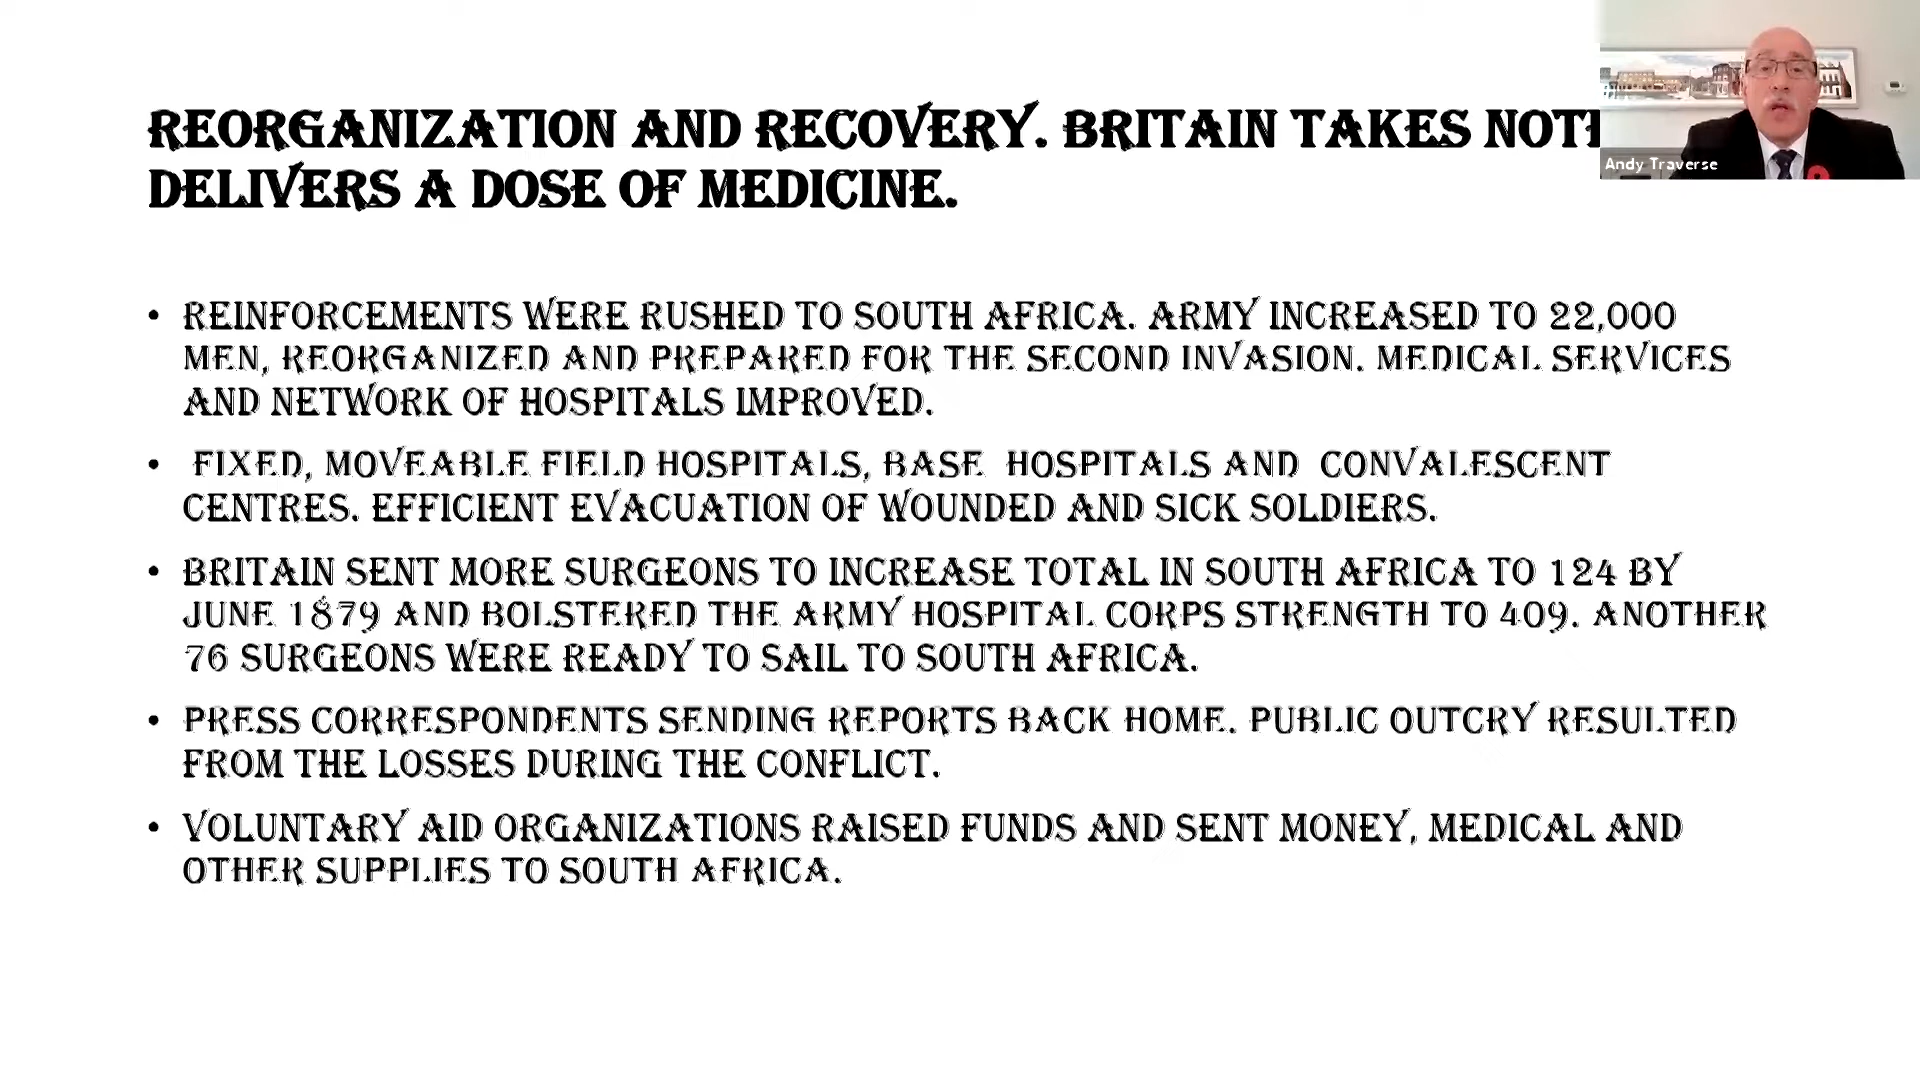 REORGANIZATION AND RECOVERY. BRITAIN TAKES
DELIVERS A DOSE OF MEDICINE.
Andy Traverse
• REINFORCEMENTS WERE RUSHED TO SOUTH AFRICA. ARMY INCREASED TO 22,000
MEN, REORGANIZED AND PREPARED FOR THE SECOND INVASION. MEDICAL SERVICES
AND NETWORK OF HOSPITALS IMPROVED.
• FIXED, MOVEABLE FIELD HOSPITALS, BASE HOSPITALS AND CONVALESCENT
CENTRES. EFFICIENT EVACUATION OF WOUNDED AND SICK SOLDIERS.
• BRITAIN SENT MORE SURGEONS TO INCREASE TOTAL IN SOUTH AFRICA TO 124 BY
JUNE 1879 AND BOLSTERED THE ARMY HOSPITAL CORPS STRENGTH TO 409. ANOTHER
76 SURGEONS WERE READY TO SAIL TO SOUTH AFRICA.
• PRESS CORRESPONDENTS SENDING REPORTS BACK HOME. PUBLIC OUTCRY RESULTED
FROM THE LOSSES DURING THE CONFLICT.
• VOLUNTARY AID ORGANIZATIONS RAISED FUNDS AND SENT MONEY, MEDICAL AND
OTHER SUPPLIES TO SOUTH AFRICA.